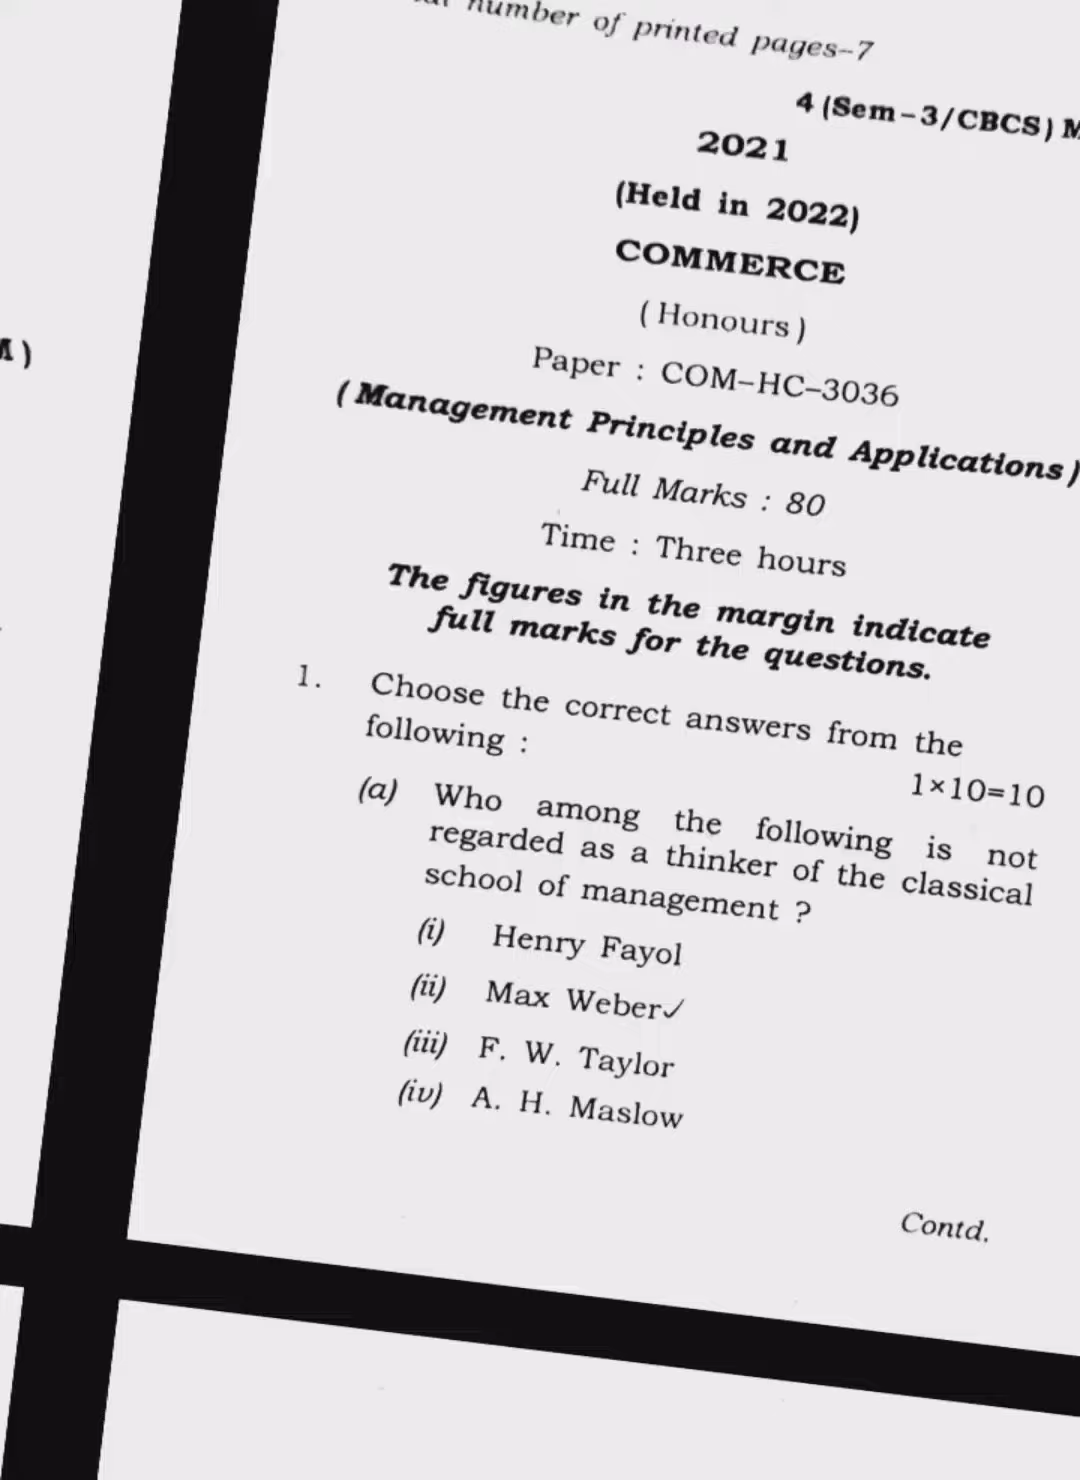 number of printed pages–7
4 (Sem–3/CBCS) M
2021
(Held in 2022)
COMMERCE
( Honours )
Paper : COM–HC–3036
( Management Principles and Applications )
Full Marks : 80
Time : Three hours
The figures in the margin indicate
full marks for the questions.
1. Choose the correct answers from the
following :
1×10=10
(a) Who among the following is not
regarded as a thinker of the classical
school of management ?
(i) Henry Fayol
(ii) Max Weber✓
(iii) F. W. Taylor
(iv) A. H. Maslow
Contd.